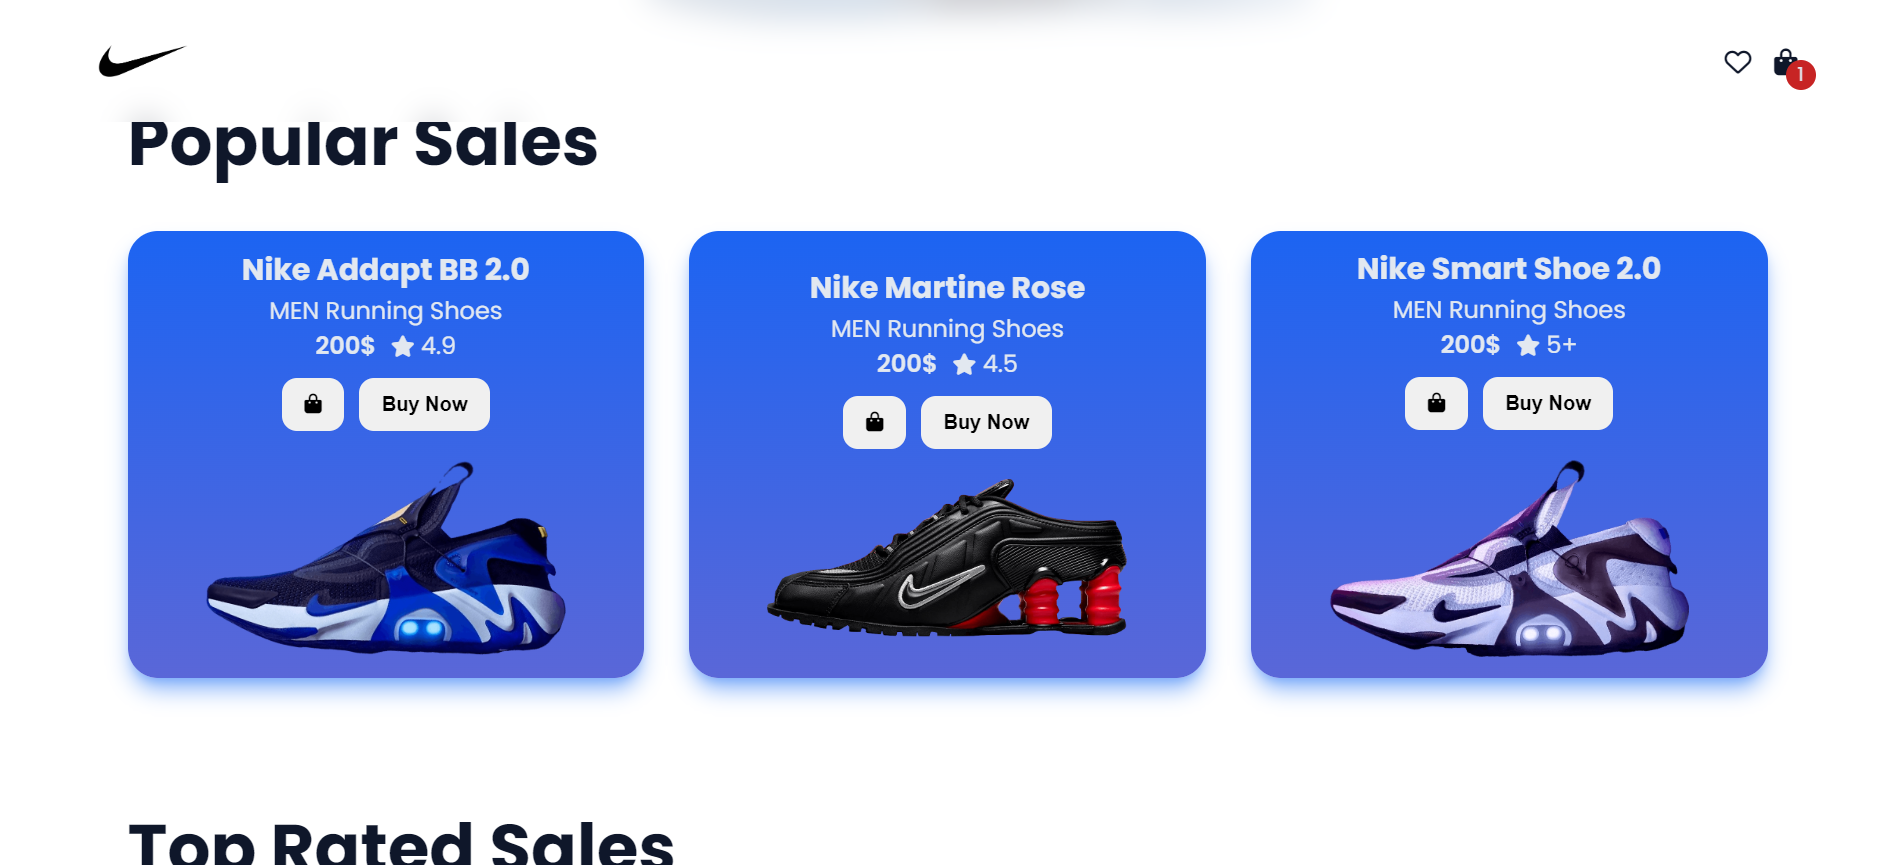 1
Popular Sales
Nike Addapt BB 2.0
MEN Running Shoes
200$ 4.9
Buy Now
Nike Martine Rose
MEN Running Shoes
200$ 4.5
Buy Now
Nike Smart Shoe 2.0
MEN Running Shoes
200$ 5+
Buy Now
Top Rated Sales